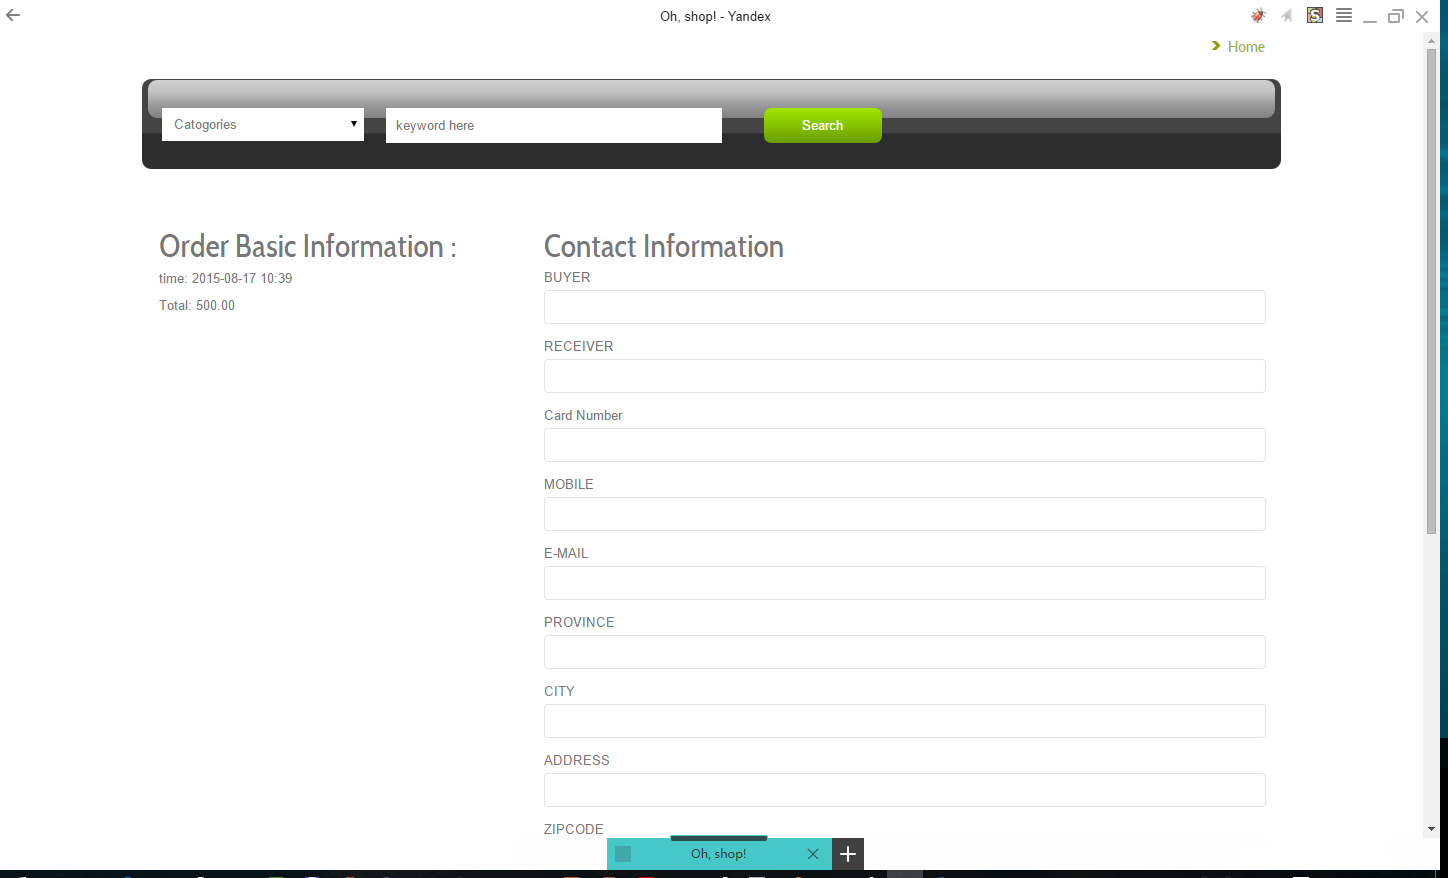 Oh, shop! - Yandex
Home
Catogories
keyword here
Search
Order Basic Information :
time: 2015-08-17 10:39
Total: 500.00
Contact Information
BUYER
RECEIVER
Card Number
MOBILE
E-MAIL
PROVINCE
CITY
ADDRESS
ZIPCODE
Oh, shop!